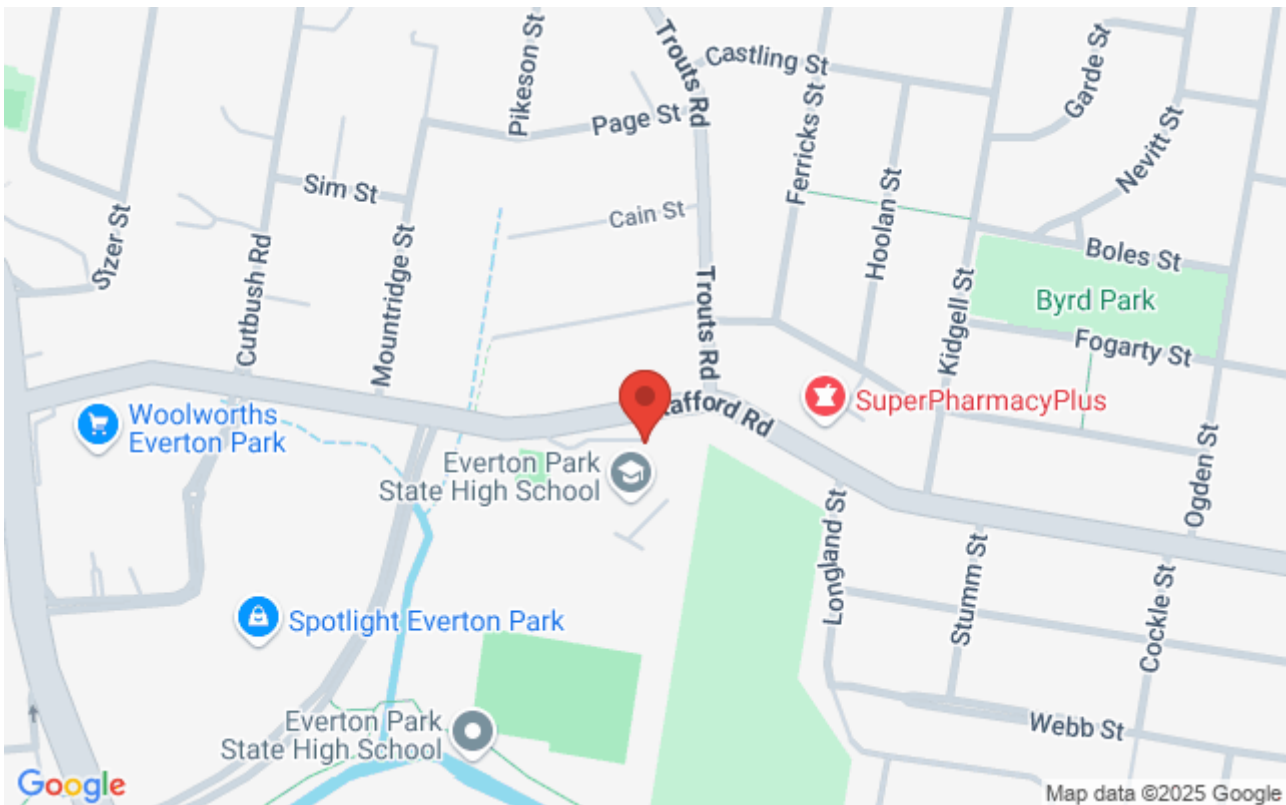 Pikeson St
Trouts Rd
Castling St
Garde St
Page St
Ferricks St
Nevitt St
Sim St
Hoolan St
Cain St
Sizer St
Cutbush Rd
Mountridge St
Boles St
Byrd Park
Trouts Rd
Kidgell St
Fogarty St
SuperPharmacyPlus
Woolworths
Everton Park
Everton Park
State High School
Ogden St
Longland St
Stumm St
Cockle St
Spotlight Everton Park
Everton Park
State High School
Webb St
Google
Map data ©2025 Google